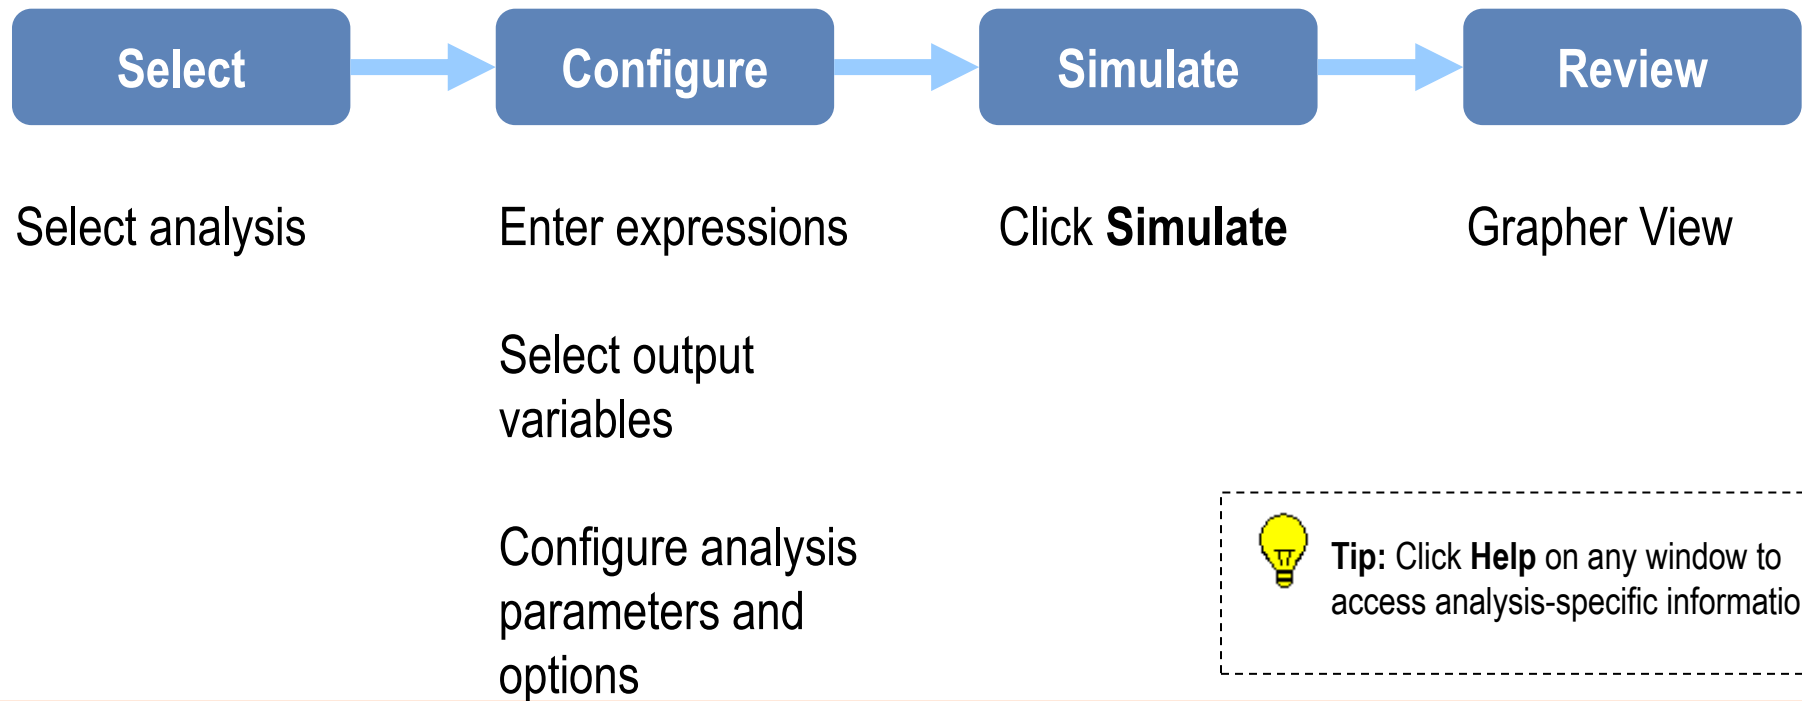 Select
Configure
Simulate
Review
Select analysis
Enter expressions
Select output
variables
Configure analysis
parameters and
options
Click Simulate
Grapher View
Tip: Click Help on any window to
access analysis-specific informatio